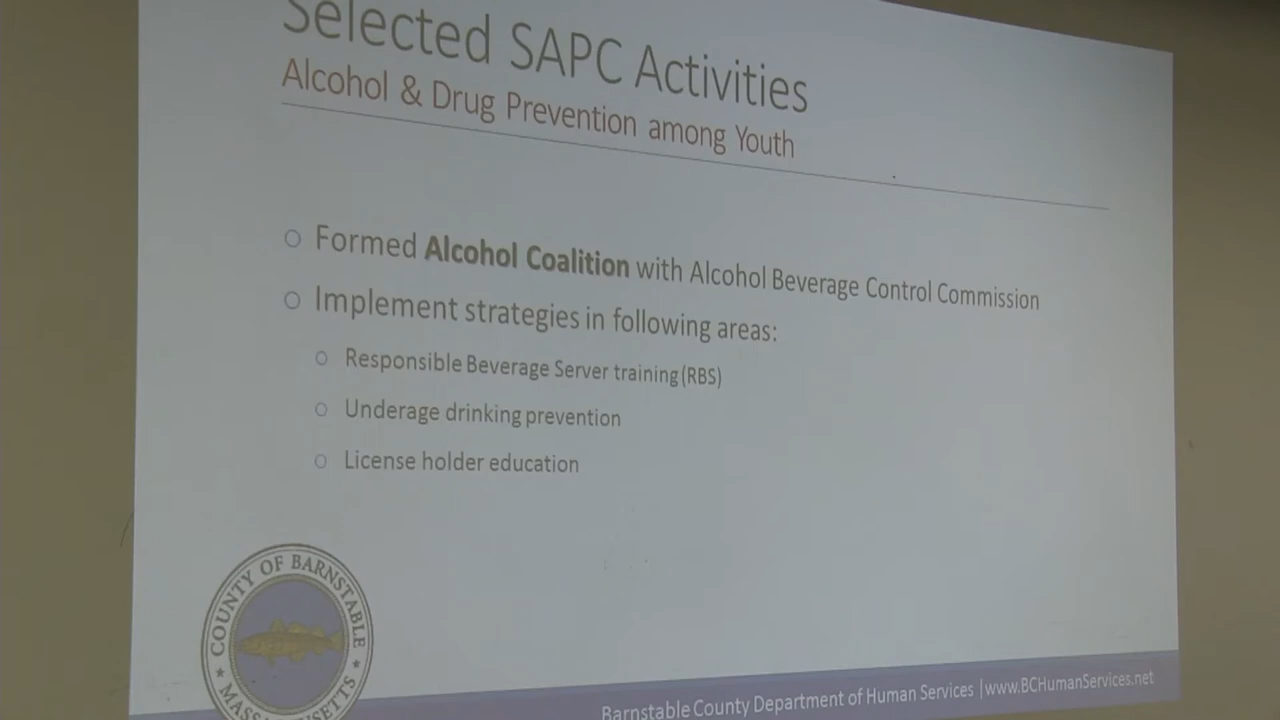 Selected SAPC Activities
Alcohol & Drug Prevention among Youth
Formed Alcohol Coalition with Alcohol Beverage Control Commission
Implement strategies in following areas:
Responsible Beverage Server training (RBS)
Underage drinking prevention
License holder education
COUNTY OF BARNSTABLE
MASSACHUSETTS
Barnstable County Department of Human Services | www.BCHumanServices.net